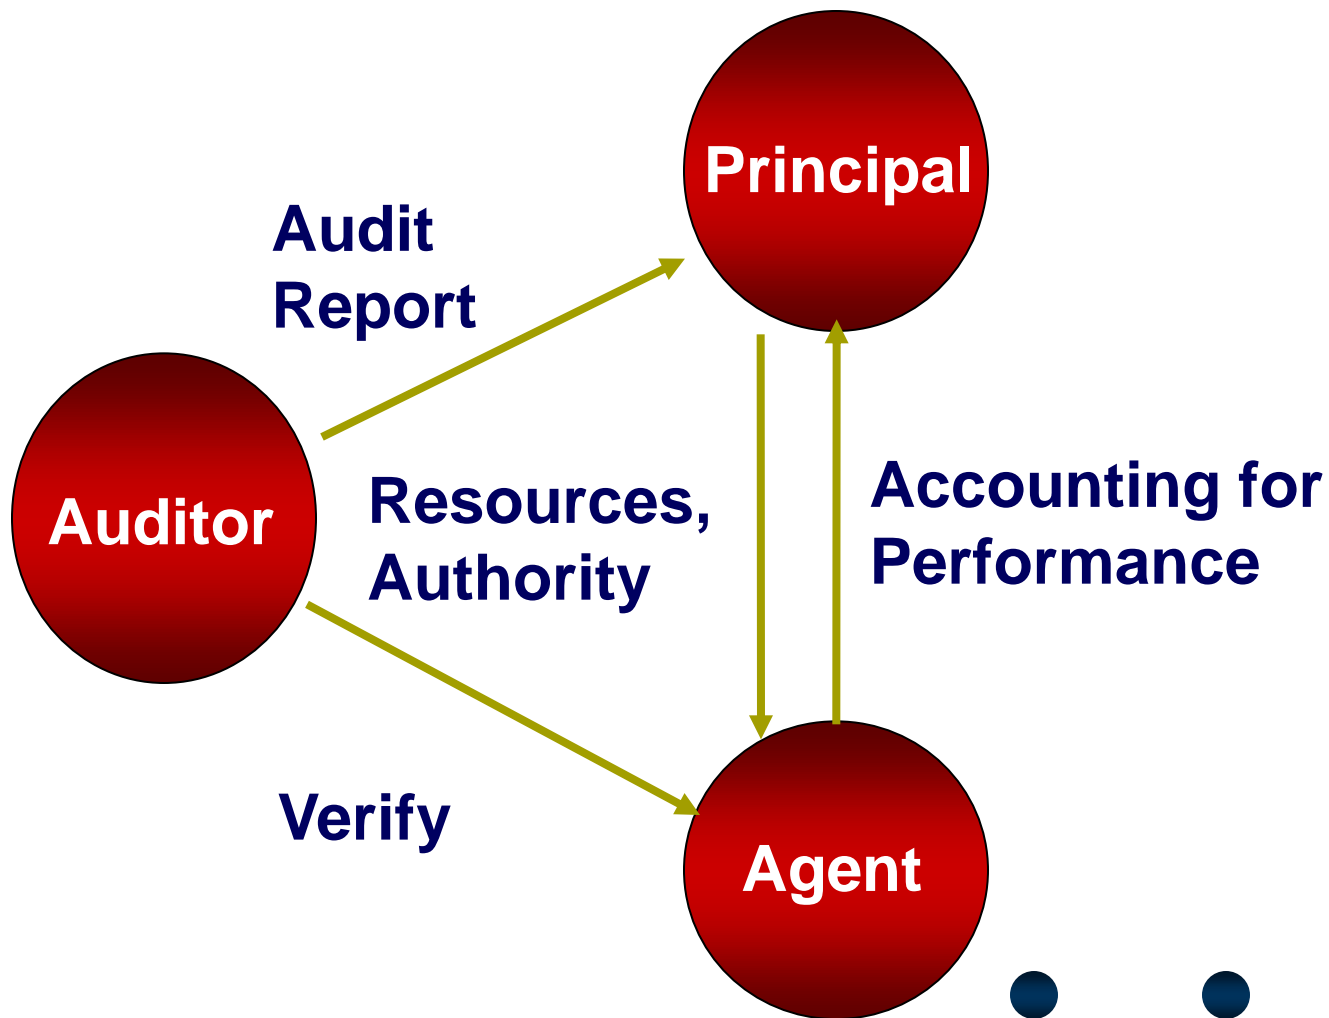 Principal
Audit
Report
Auditor
Resources,
Authority
Accounting for
Performance
Verify
Agent